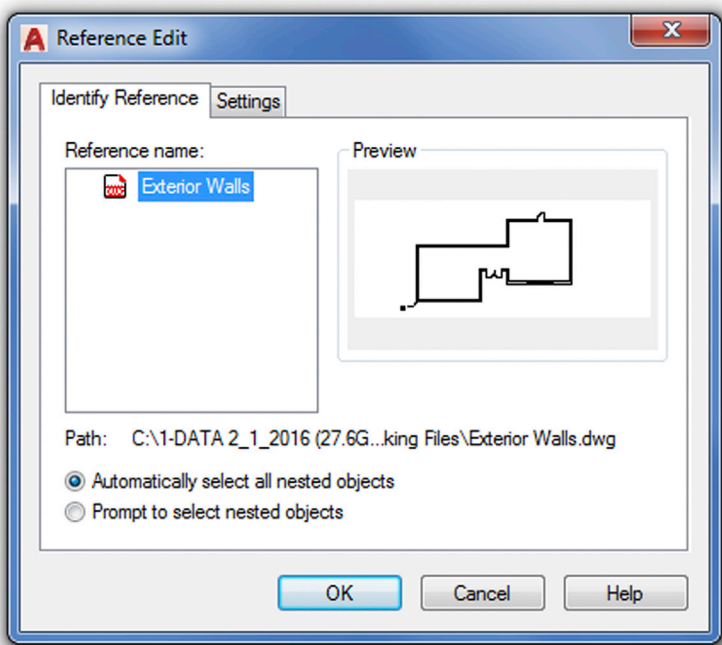 Reference Edit
Identify Reference
Settings
Reference name:
Exterior Walls
Preview
Path: C:\1-DATA 2_1_2016 (27.6G...king Files\Exterior Walls.dwg
Automatically select all nested objects
Prompt to select nested objects
OK
Cancel
Help